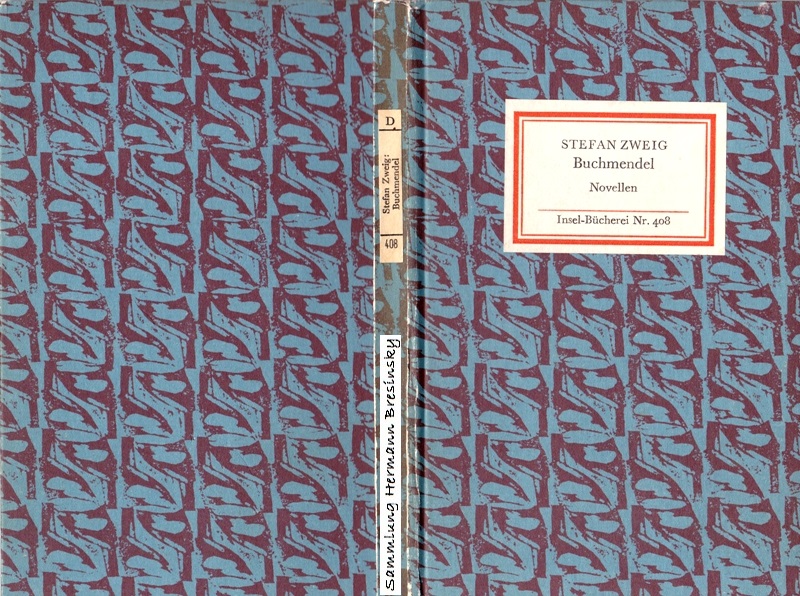 D.
Stefan Zweig:
Buchmendel
408
Sammlung Hermann Bresinsky
STEFAN ZWEIG
Buchmendel
Novellen
Insel-Bücherei Nr. 408